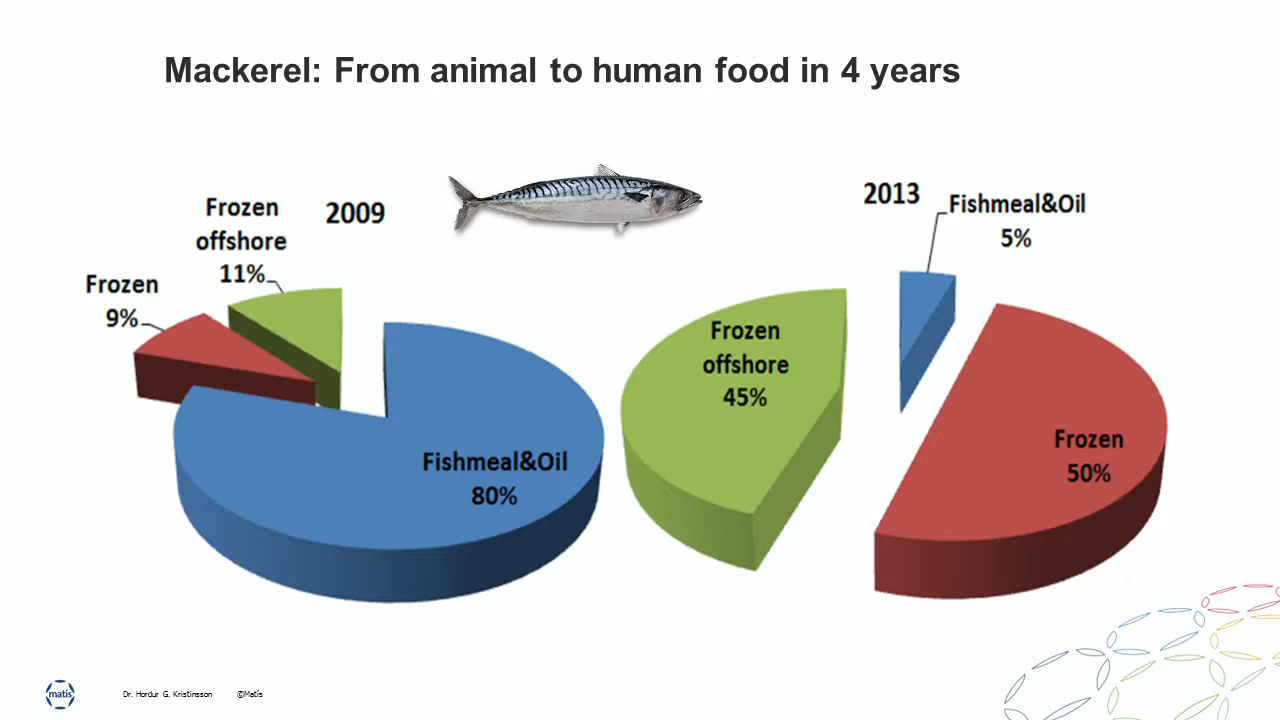 Mackerel: From animal to human food in 4 years
2009
Frozen
offshore
11%
Frozen
9%
Fishmeal&Oil
80%
2013
Fishmeal&Oil
5%
Frozen
offshore
45%
Frozen
50%
matís
Dr. Hordur G. Kristinsson ©Matís